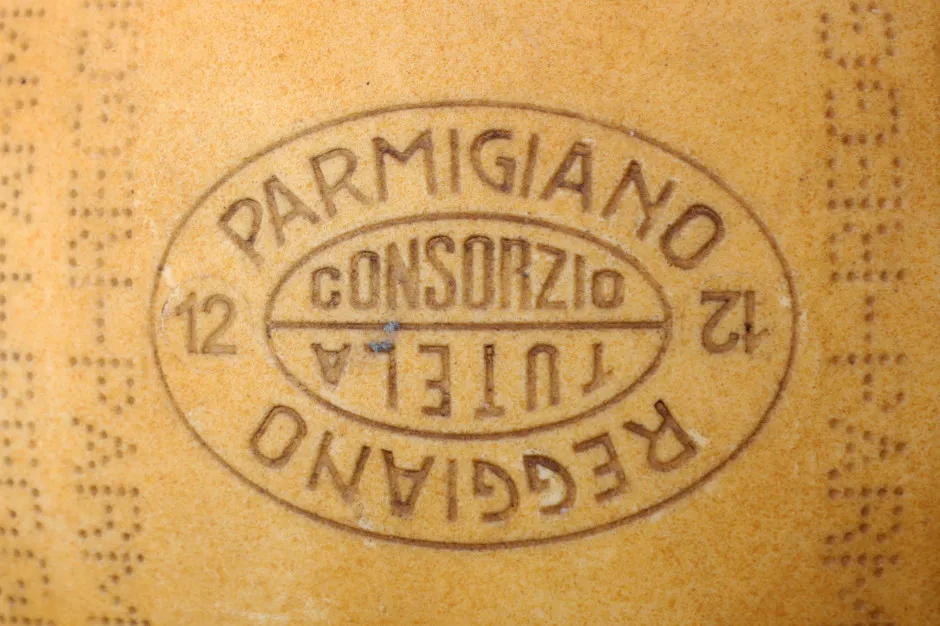 PARMIGIANO
12
CONSORZIO
12
TUTELA
REGGIANO